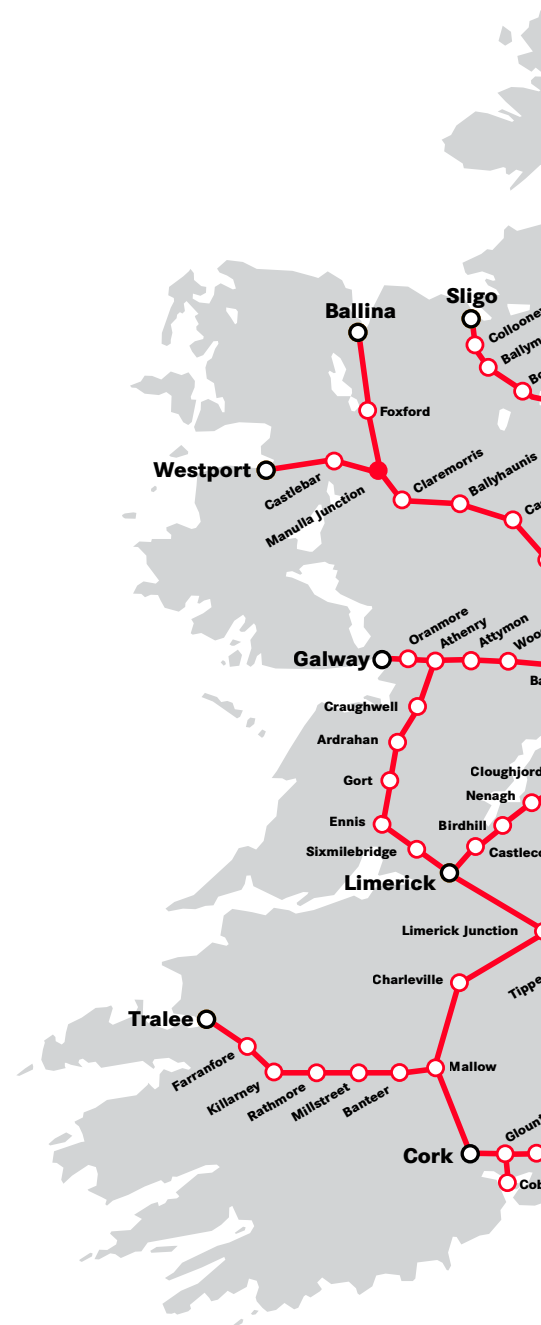 Sligo
Ballina
Foxford
Westport
Castlebar
Manulla Junction
Claremorris
Ballyhaunis
Oranmore
Athenry
Attymon
Galway
Craughwell
Ardrahan
Gort
Ennis
Sixmilebridge
Limerick
Nenagh
Birdhill
Limerick Junction
Charleville
Tralee
Farranfore
Killarney
Rathmore
Millstreet
Banteer
Mallow
Cork